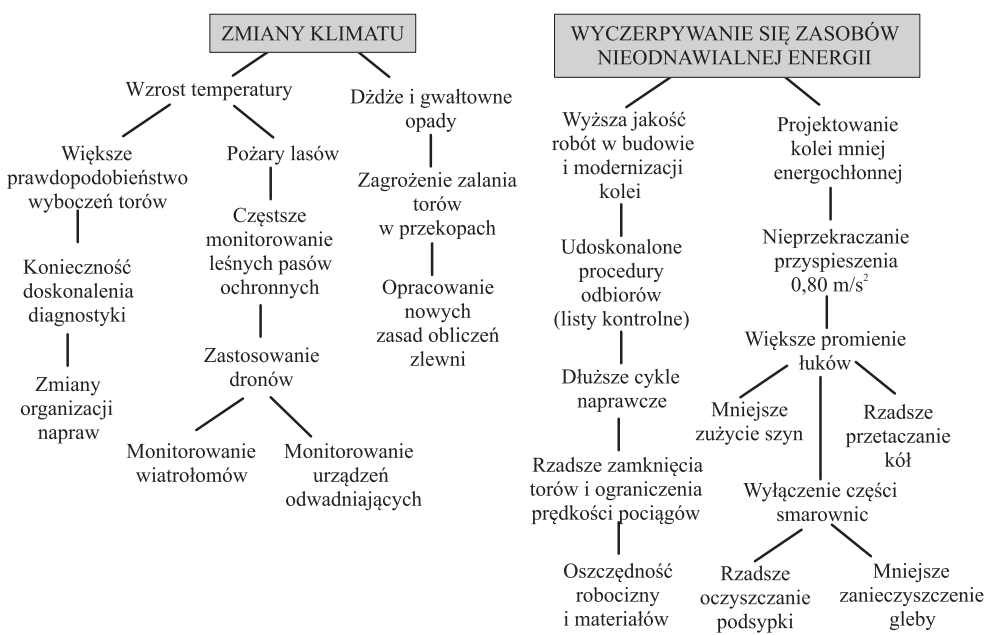 ZMIANY KLIMATU
Wzrost temperatury
Dżdże i gwałtowne
opady
Większe
prawdopodobieństwo
wyboczeń torów
Pożary lasów
Zagrożenie zalania
torów
w przekopach
Częstsze
monitorowanie
leśnych pasów
ochronnych
Konieczność
doskonalenia
diagnostyki
Opracowanie
nowych
zasad obliczeń
zlewni
Zastosowanie
dronów
Zmiany
organizacji
napraw
Monitorowanie
wiatrołomów
Monitorowanie
urządzeń
odwadniających
WYCZERPYWANIE SIĘ ZASOBÓW
NIEODNAWIALNEJ ENERGII
Wyższa jakość
robót w budowie
i modernizacji
kolei
Udoskonalone
procedury
odbiorów
(listy kontrolne)
Dłuższe cykle
naprawcze
Rzadsze zamknięcia
torów i ograniczenia
prędkości pociągów
Oszczędność
robocizny
i materiałów
Projektowanie
kolei mniej
energochłonnej
Nieprzekraczanie
przyspieszenia
0,80 m/s²
Większe promienie
łuków
Mniejsze
zużycie szyn
Rzadsze
przetaczanie
kół
Wyłączenie części
smarownic
Rzadsze
oczyszczanie
podsypki
Mniejsze
zanieczyszczenie
gleby